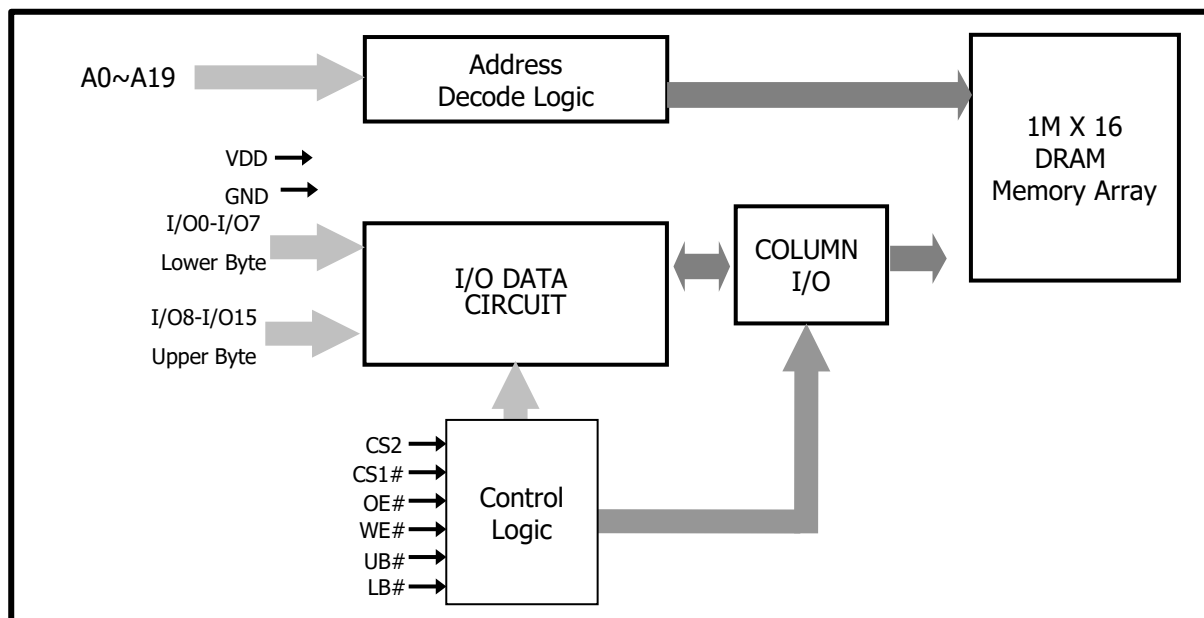 A0~A19
Address
Decode Logic
1M X 16
DRAM
Memory Array
VDD
GND
I/O0-I/O7
Lower Byte
I/O8-I/O15
Upper Byte
I/O DATA
CIRCUIT
COLUMN
I/O
CS2
CS1#
OE#
WE#
UB#
LB#
Control
Logic